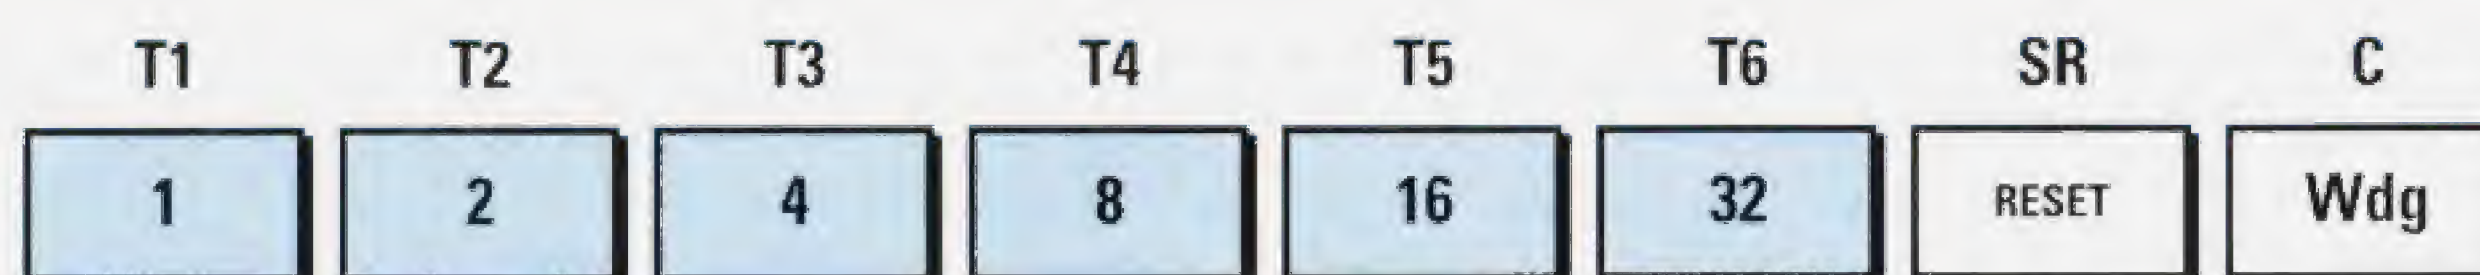 T1 T2 T3 T4 T5 T6 SR C
1 2 4 8 16 32 RESET Wdg